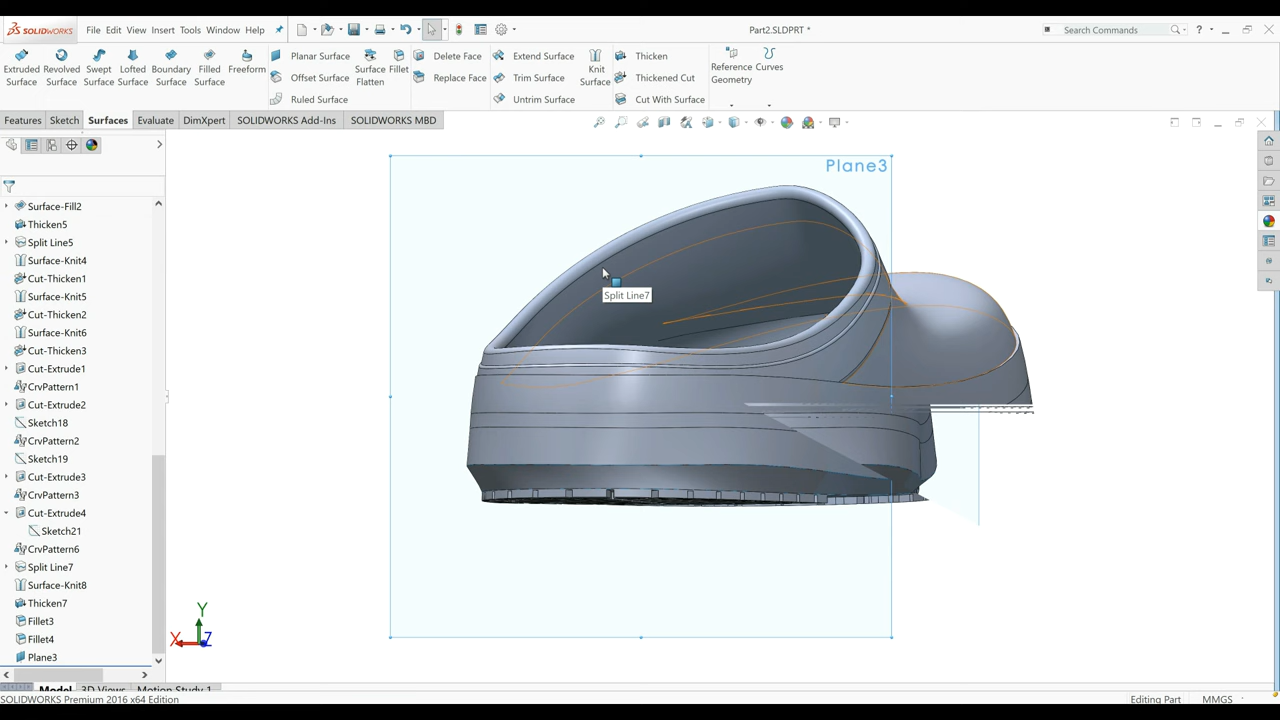 SOLIDWORKS
File Edit View Insert Tools Window Help
Part2.SLDPRT *
Search Commands
Extruded Surface
Revolved Surface
Swept Surface
Lofted Surface
Boundary Surface
Filled Surface
Freeform
Planar Surface
Offset Surface
Ruled Surface
Surface Flatten
Fillet
Delete Face
Replace Face
Extend Surface
Trim Surface
Untrim Surface
Knit Surface
Thicken
Thickened Cut
Cut With Surface
Reference Geometry
Curves
Features Sketch Surfaces Evaluate DimXpert SOLIDWORKS Add-Ins SOLIDWORKS MBD
Surface-Fill2
Thicken5
Split Line5
Surface-Knit4
Cut-Thicken1
Surface-Knit5
Cut-Thicken2
Surface-Knit6
Cut-Thicken3
Cut-Extrude1
CrvPattern1
Cut-Extrude2
Sketch18
CrvPattern2
Sketch19
Cut-Extrude3
CrvPattern3
Cut-Extrude4
Sketch21
CrvPattern6
Split Line7
Surface-Knit8
Thicken7
Fillet3
Fillet4
Plane3
Plane3
Split Line7
Y
X
Z
Model 3D Views Motion Study 1
SOLIDWORKS Premium 2016 x64 Edition
Editing Part
MMGS